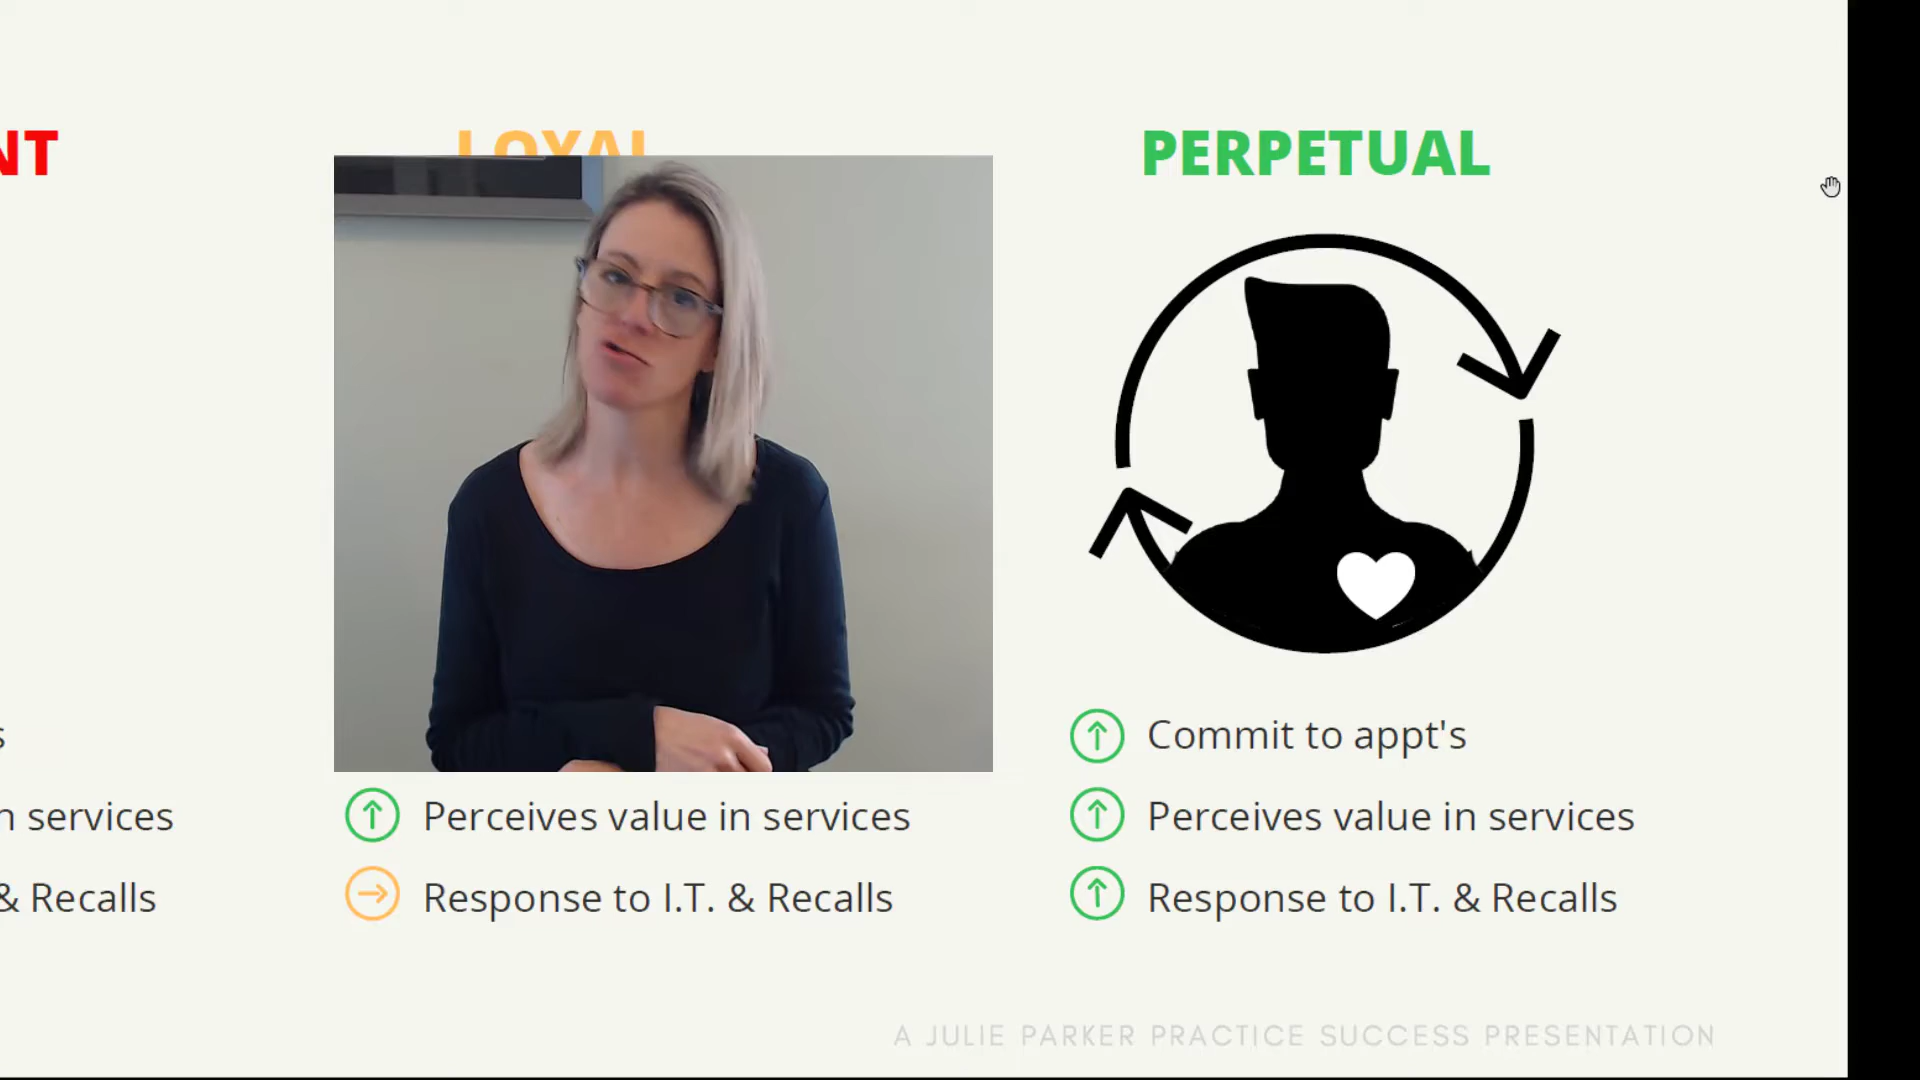 NT
LOYAL
PERPETUAL
s
Commit to appt's
n services
Perceives value in services
Perceives value in services
& Recalls
Response to I.T. & Recalls
Response to I.T. & Recalls
A JULIE PARKER PRACTICE SUCCESS PRESENTATION